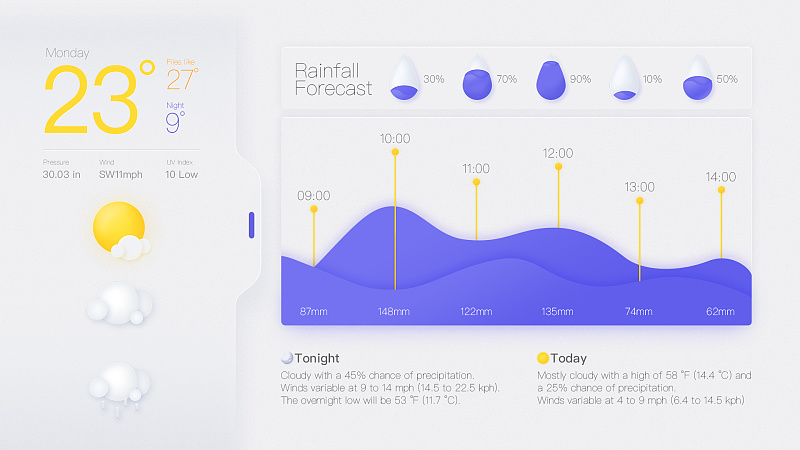 Monday
23°
Files like
27°
Night
9°
Pressure
30.03 in
Wind
SW11mph
UV Index
10 Low
Rainfall
Forecast
30%
70%
90%
10%
50%
09:00
10:00
11:00
12:00
13:00
14:00
87mm
148mm
122mm
135mm
74mm
62mm
Tonight
Cloudy with a 45% chance of precipitation.
Winds variable at 9 to 14 mph (14.5 to 22.5 kph).
The overnight low will be 53 °F (11.7 °C).
Today
Mostly cloudy with a high of 58 °F (14.4 °C) and
a 25% chance of precipitation.
Winds variable at 4 to 9 mph (6.4 to 14.5 kph)